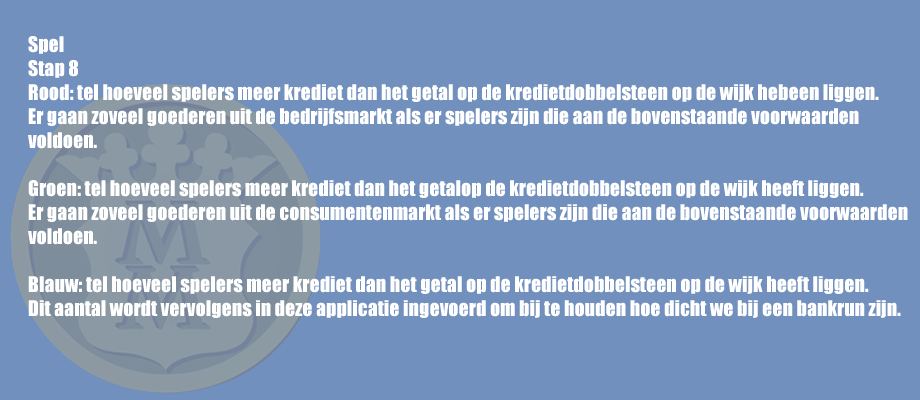 Spel
Stap 8
Rood: tel hoeveel spelers meer krediet dan het getal op de kredietdobbelsteen op de wijk hebeen liggen.
Er gaan zoveel goederen uit de bedrijfsmarkt als er spelers zijn die aan de bovenstaande voorwaarden
voldoen.
Groen: tel hoeveel spelers meer krediet dan het getalop de kredietdobbelsteen op de wijk heeft liggen.
Er gaan zoveel goederen uit de consumentenmarkt als er spelers zijn die aan de bovenstaande voorwaarden
voldoen.
Blauw: tel hoeveel spelers meer krediet dan het getal op de kredietdobbelsteen op de wijk heeft liggen.
Dit aantal wordt vervolgens in deze applicatie ingevoerd om bij te houden hoe dicht we bij een bankrun zijn.
M
MM